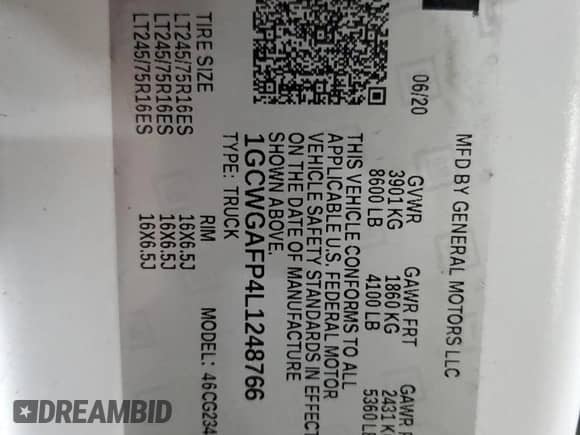 MFD BY GENERAL MOTORS LLC
06/20 GVWR GAWR FRT GAWR
3901 KG 1860 KG 2431
8600 LB 4100 LB 5360
THIS VEHICLE CONFORMS TO ALL
APPLICABLE U.S. FEDERAL MOTOR
VEHICLE SAFETY STANDARDS IN EFFECT
ON THE DATE OF MANUFACTURE
SHOWN ABOVE.
1GCWGAFP4L1248766
TYPE: TRUCK MODEL: 46CG234
TIRE SIZE RIM
LT245/75R16ES 16X6.5J
LT245/75R16ES 16X6.5J
LT245/75R16ES 16X6.5J
DREAMBID